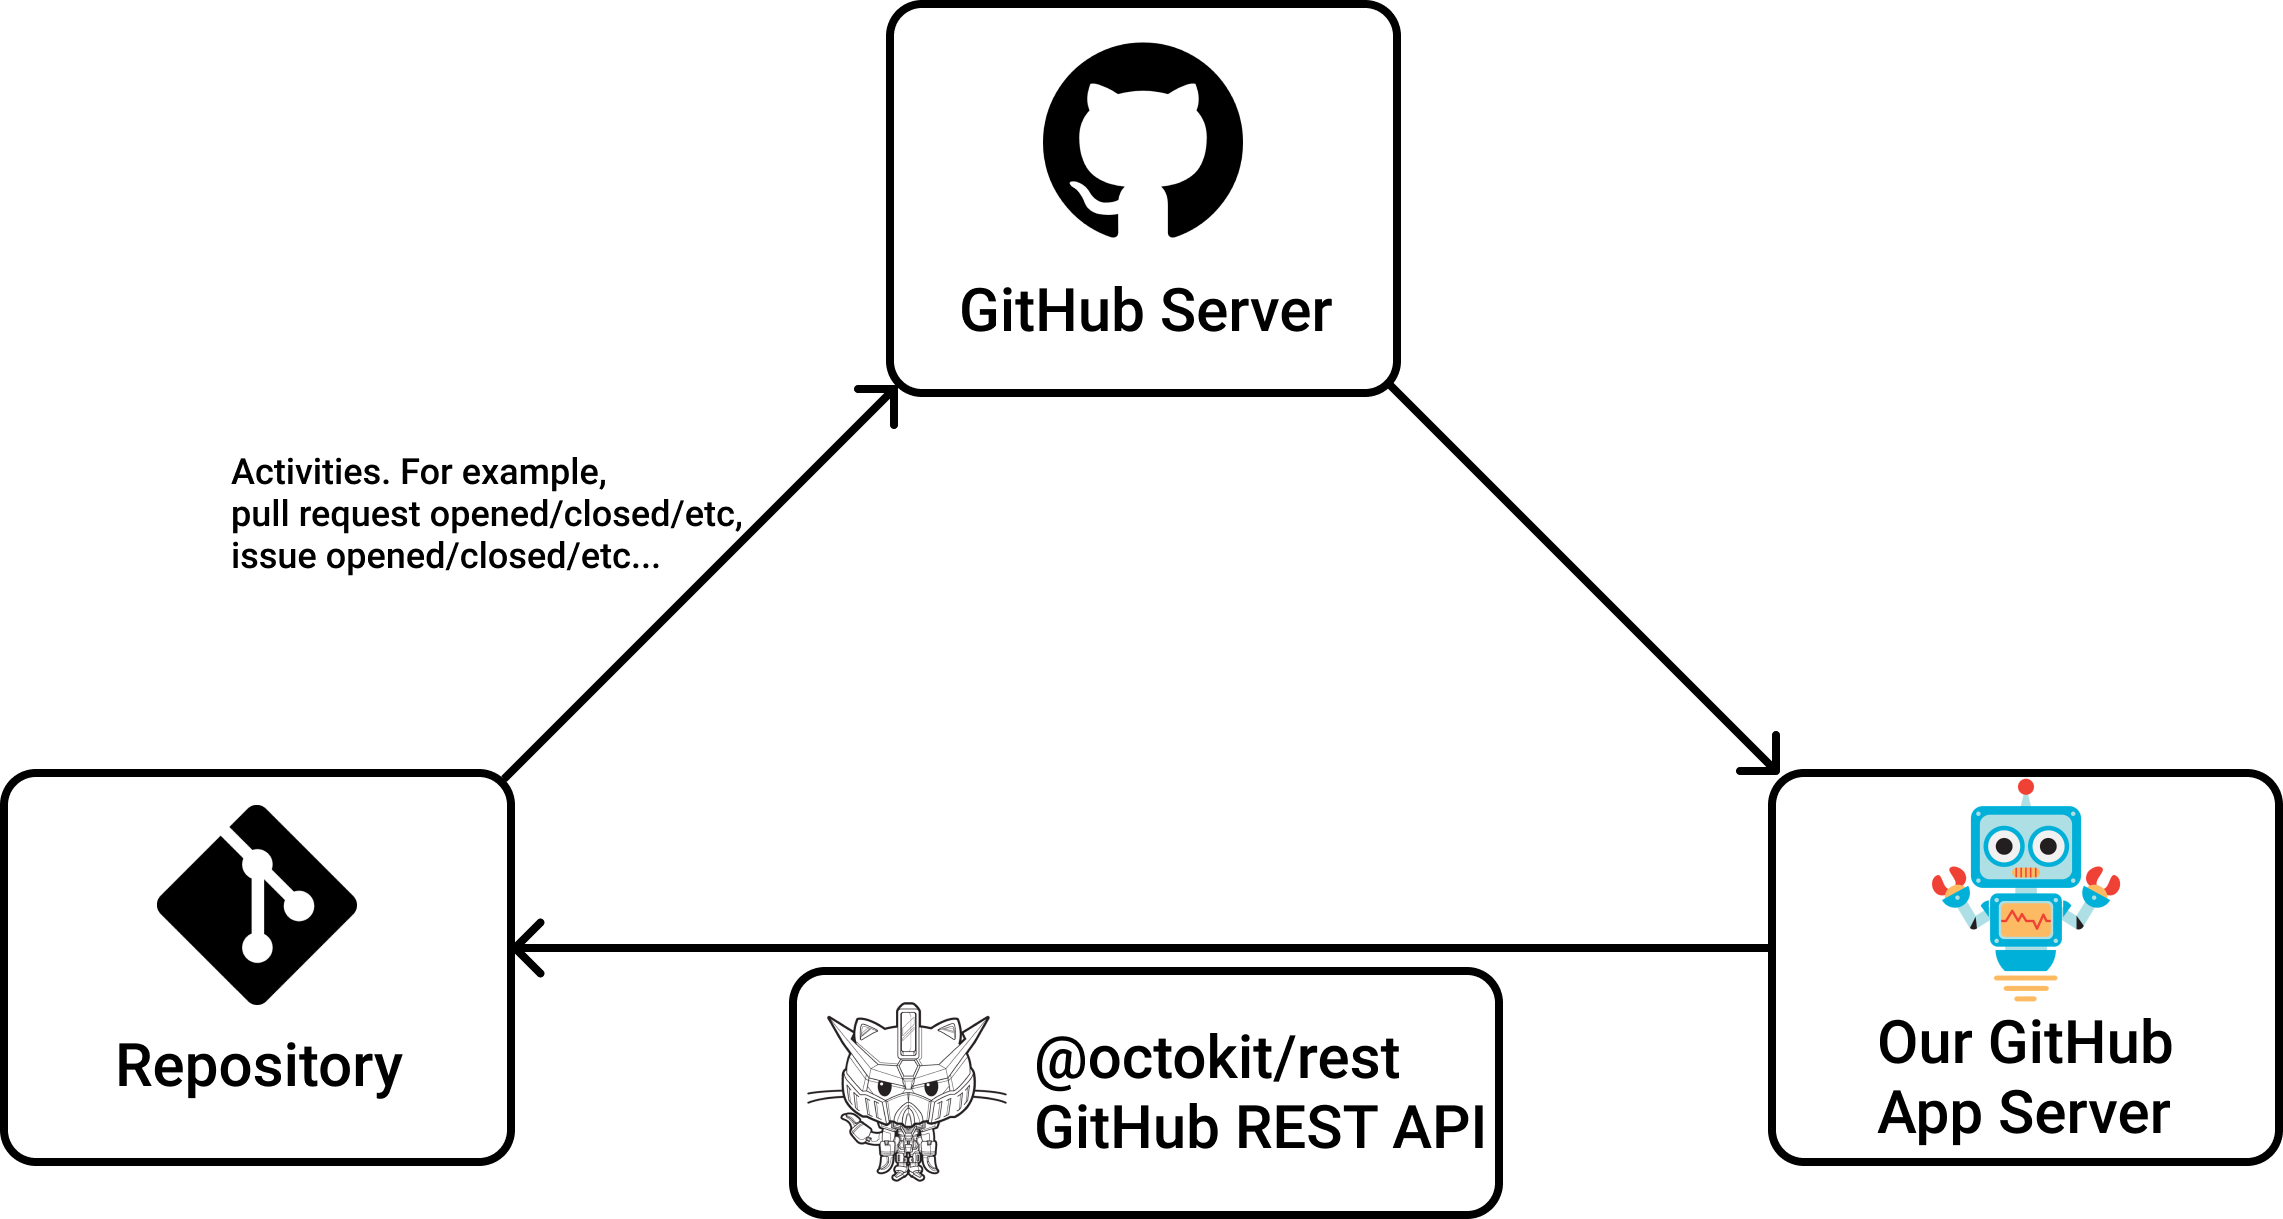 GitHub Server
Activities. For example,
pull request opened/closed/etc,
issue opened/closed/etc...
Repository
@octokit/rest
GitHub REST API
Our GitHub
App Server